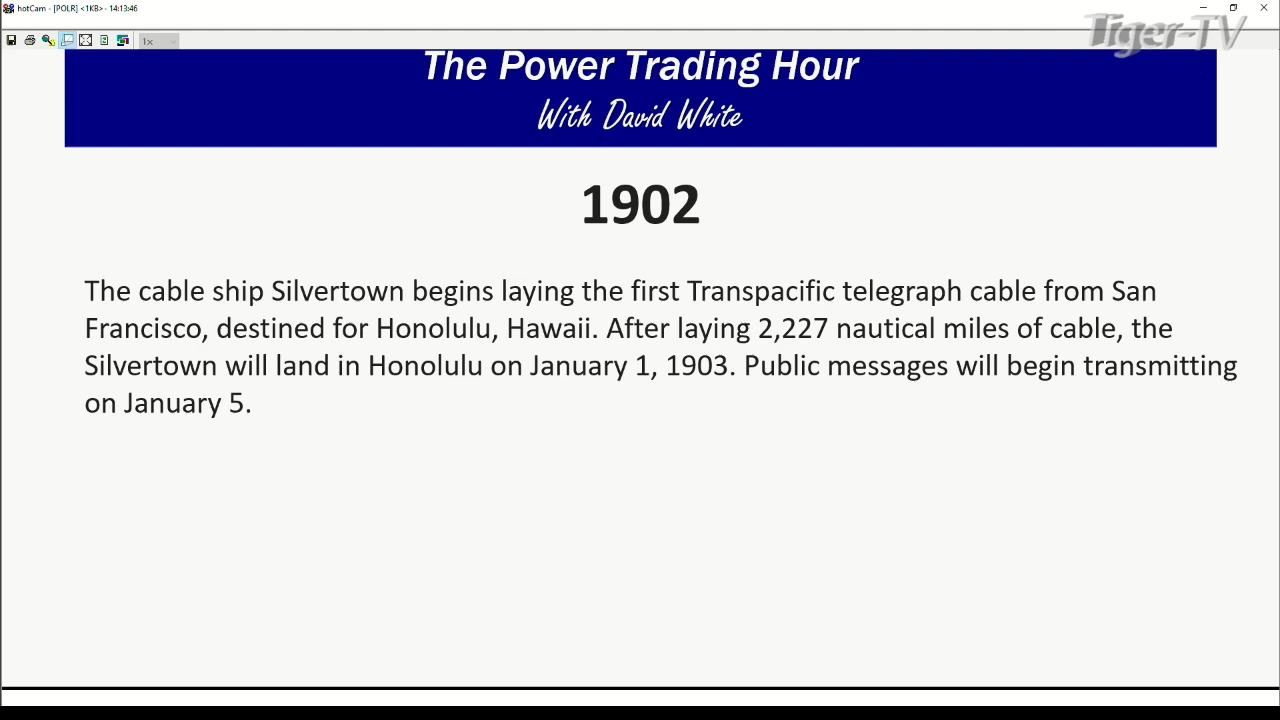 hotCam - [POLR] <1KB> - 14:13:46
Tiger-TV
1x
The Power Trading Hour
With David White
1902
The cable ship Silvertown begins laying the first Transpacific telegraph cable from San
Francisco, destined for Honolulu, Hawaii. After laying 2,227 nautical miles of cable, the
Silvertown will land in Honolulu on January 1, 1903. Public messages will begin transmitting
on January 5.